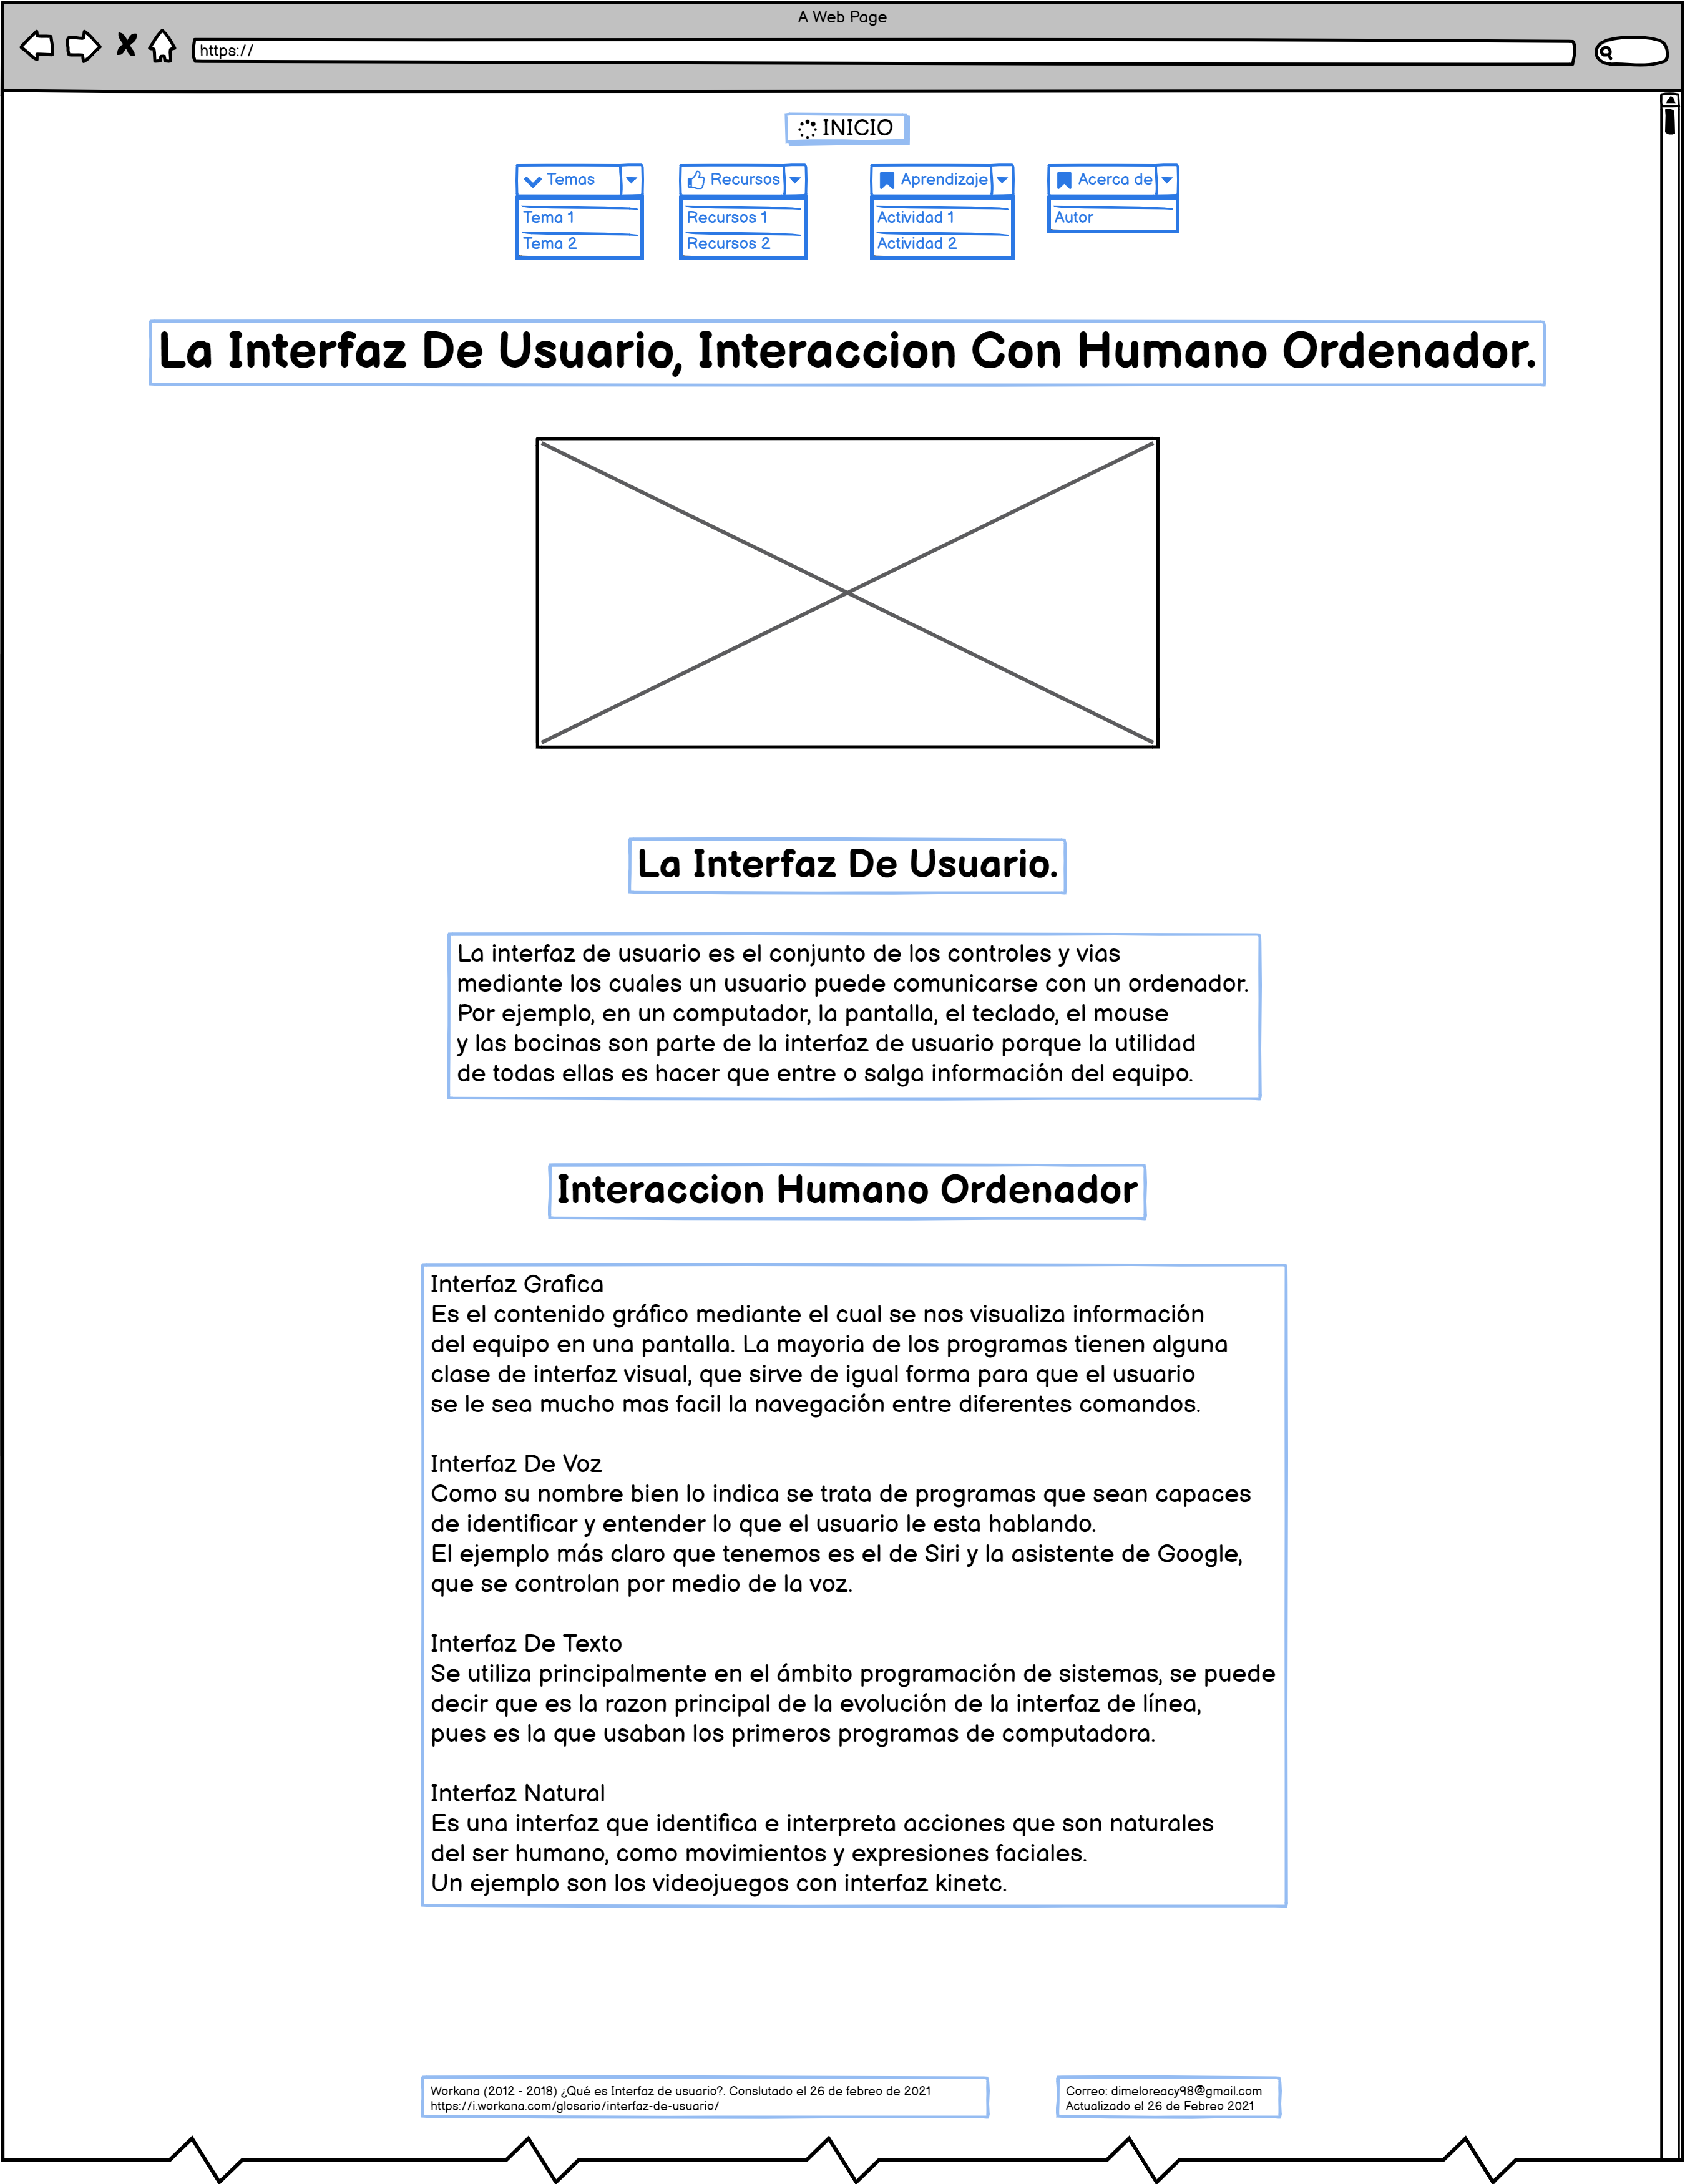 A Web Page
https://
INICIO
Temas
Recursos
Aprendizaje
Acerca de
Tema 1
Recursos 1
Actividad 1
Autor
Tema 2
Recursos 2
Actividad 2
La Interfaz De Usuario, Interaccion Con Humano Ordenador.
La Interfaz De Usuario.
La interfaz de usuario es el conjunto de los controles y vias
mediante los cuales un usuario puede comunicarse con un ordenador.
Por ejemplo, en un computador, la pantalla, el teclado, el mouse
y las bocinas son parte de la interfaz de usuario porque la utilidad
de todas ellas es hacer que entre o salga información del equipo.
Interaccion Humano Ordenador
Interfaz Grafica
Es el contenido gráfico mediante el cual se nos visualiza información
del equipo en una pantalla. La mayoria de los programas tienen alguna
clase de interfaz visual, que sirve de igual forma para que el usuario
se le sea mucho mas facil la navegación entre diferentes comandos.
Interfaz De Voz
Como su nombre bien lo indica se trata de programas que sean capaces
de identificar y entender lo que el usuario le esta hablando.
El ejemplo más claro que tenemos es el de Siri y la asistente de Google,
que se controlan por medio de la voz.
Interfaz De Texto
Se utiliza principalmente en el ámbito programación de sistemas, se puede
decir que es la razon principal de la evolución de la interfaz de línea,
pues es la que usaban los primeros programas de computadora.
Interfaz Natural
Es una interfaz que identifica e interpreta acciones que son naturales
del ser humano, como movimientos y expresiones faciales.
Un ejemplo son los videojuegos con interfaz kinetc.
Workana (2012 - 2018) ¿Qué es Interfaz de usuario?. Conslutado el 26 de febreo de 2021
https://i.workana.com/glosario/interfaz-de-usuario/
Correo: dimeloreacy98@gmail.com
Actualizado el 26 de Febreo 2021